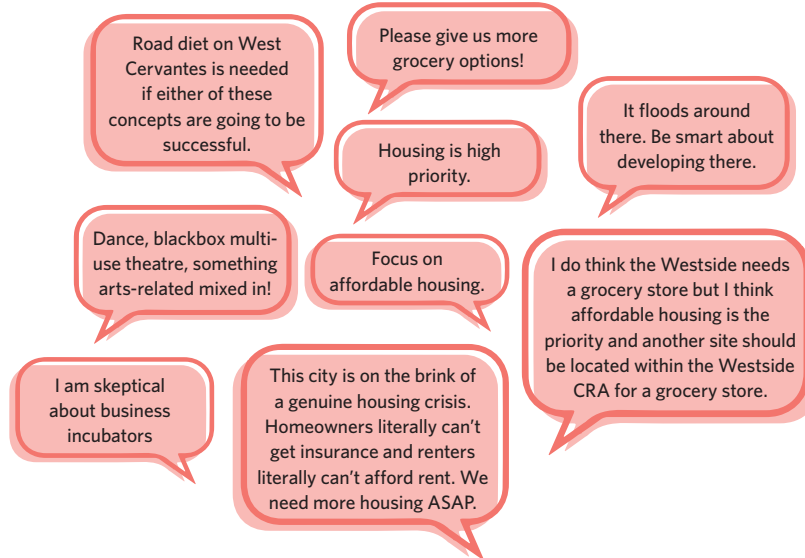 Road diet on West
Cervantes is needed
if either of these
concepts are going to be
successful.
Please give us more
grocery options!
It floods around
there. Be smart about
developing there.
Housing is high
priority.
Dance, blackbox multi-
use theatre, something
arts-related mixed in!
Focus on
affordable housing.
I do think the Westside needs
a grocery store but I think
affordable housing is the
priority and another site should
be located within the Westside
CRA for a grocery store.
I am skeptical
about business
incubators
This city is on the brink of
a genuine housing crisis.
Homeowners literally can't
get insurance and renters
literally can't afford rent. We
need more housing ASAP.